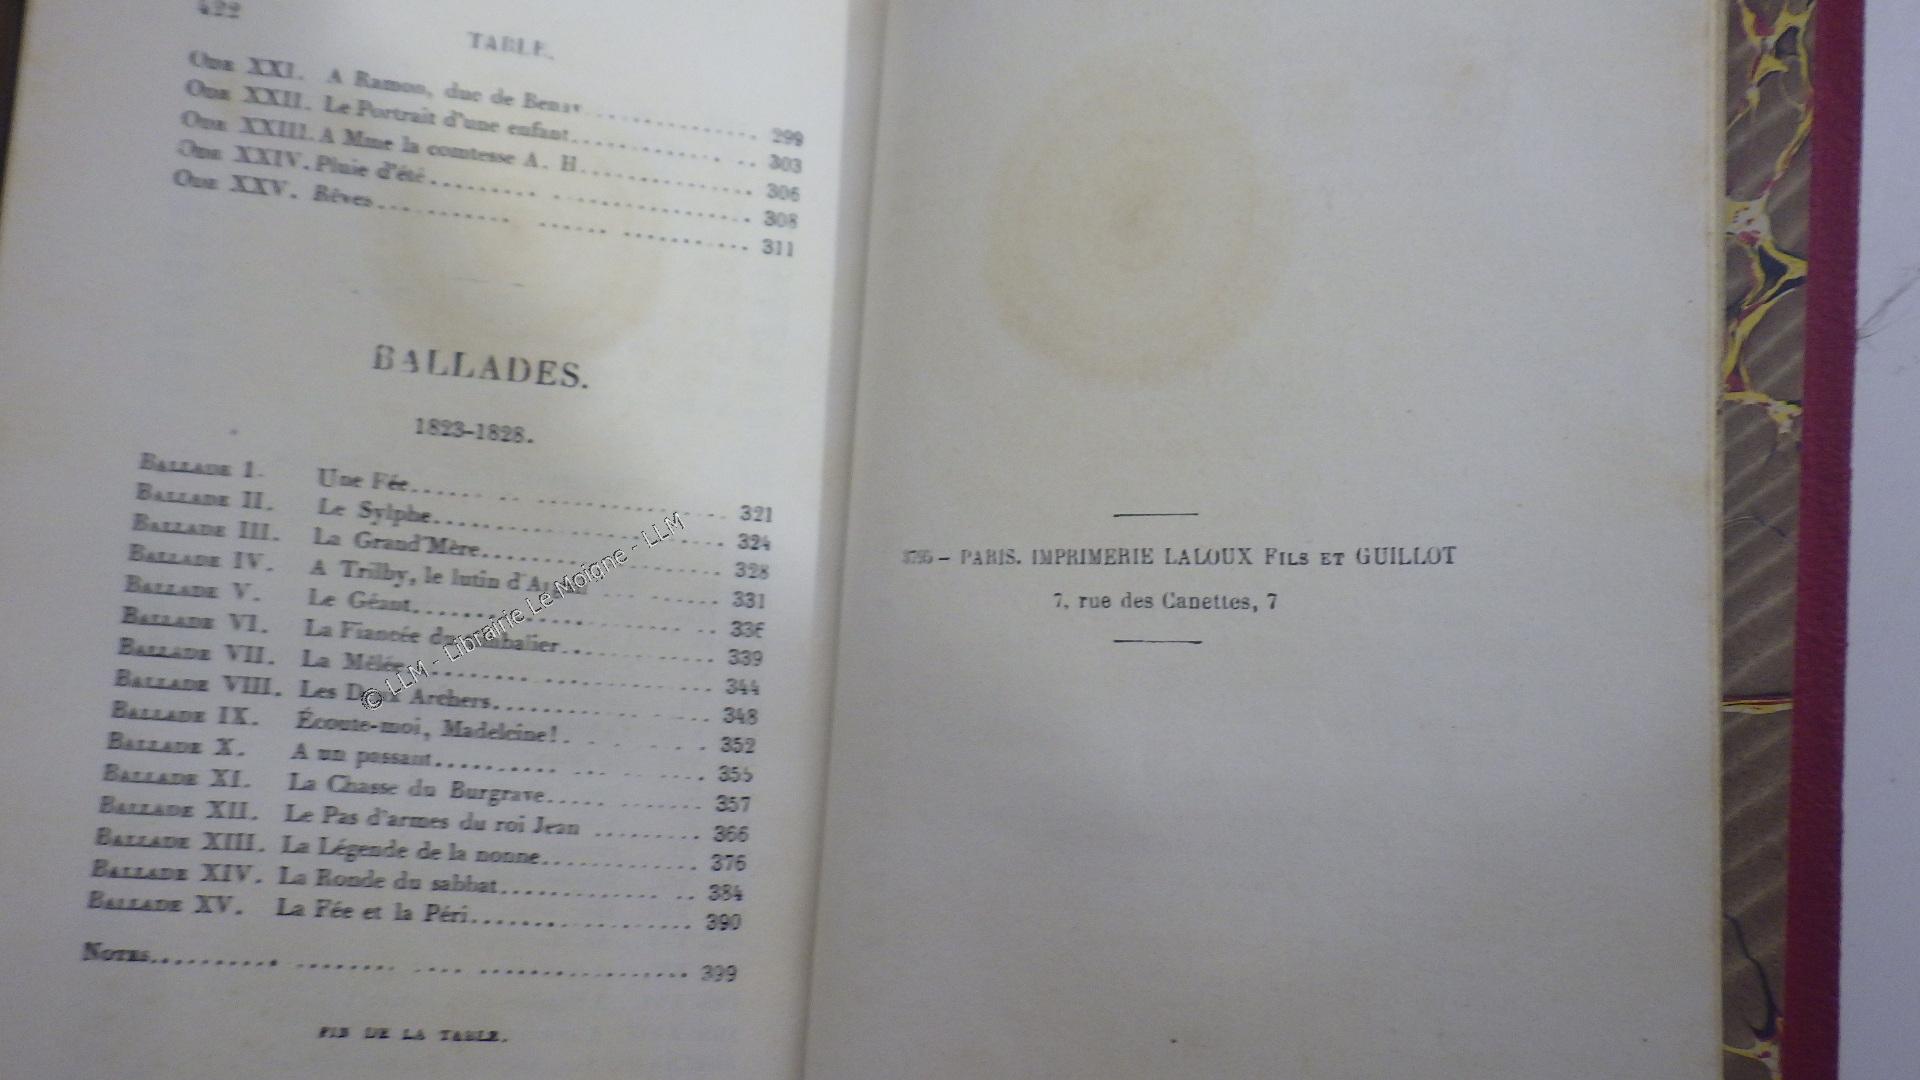 422
TABLE.
ODE XXI. A Ramon, duc de Benav.................... 299
ODE XXII. Le Portrait d'une enfant.................... 303
ODE XXIII. A Mme la comtesse A. H.................... 306
ODE XXIV. Pluie d'été.................... 308
ODE XXV. Rêves.................... 311
BALLADES.
1823-1828.
BALLADE I. Une Fée.................... 321
BALLADE II. Le Sylphe.................... 324
BALLADE III. La Grand'Mère.................... 328
BALLADE IV. A Trilby, le lutin d' .................... 331
BALLADE V. Le Géant.................... 336
BALLADE VI. La Fiancée du .................... 339
BALLADE VII. La Mêlée.................... 344
BALLADE VIII. Les Deux Archers.................... 348
BALLADE IX. Écoute-moi, Madeleine!.................... 352
BALLADE X. A un passant.................... 355
BALLADE XI. La Chasse du Burgrave.................... 357
BALLADE XII. Le Pas d'armes du roi Jean .................... 366
BALLADE XIII. La Légende de la nonne.................... 376
BALLADE XIV. La Ronde du sabbat.................... 384
BALLADE XV. La Fée et la Péri.................... 390
NOTES.................... 399
FIN DE LA TABLE.
© LLM - Librairie Le Moigne - LLM
PARIS. IMPRIMERIE LALOUX FILS ET GUILLOT
7, rue des Canettes, 7